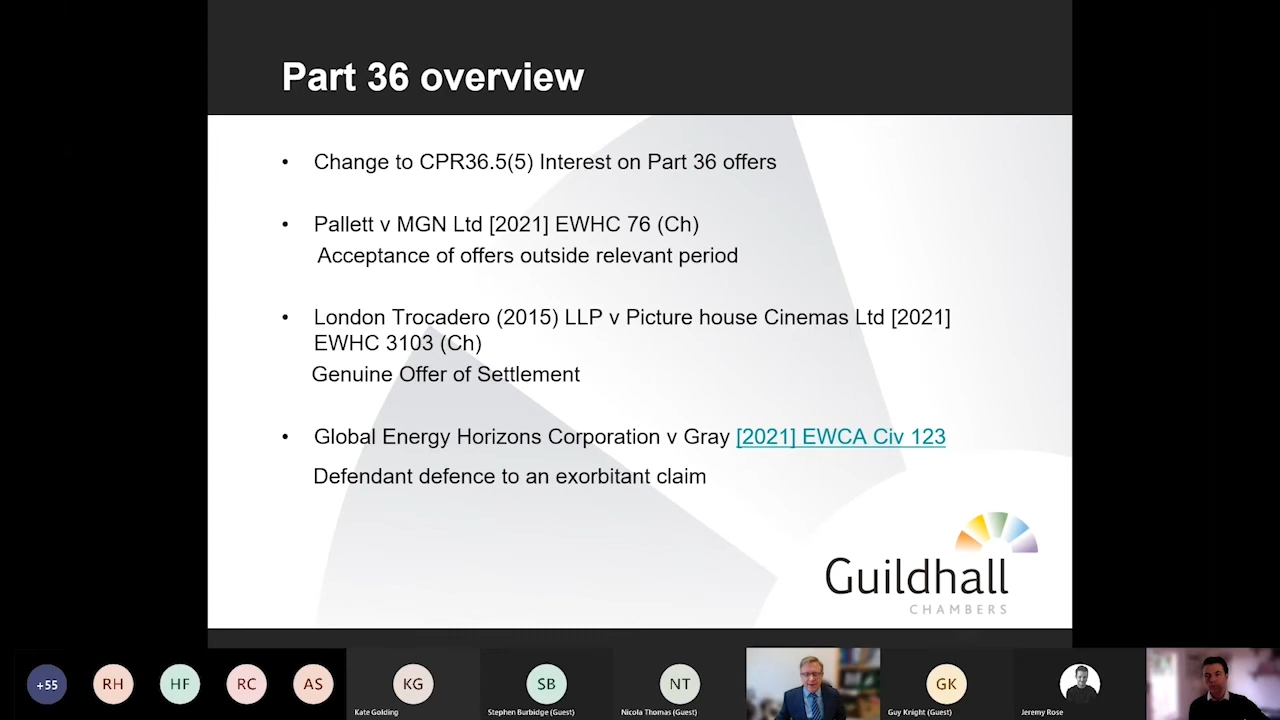 Part 36 overview
• Change to CPR36.5(5) Interest on Part 36 offers
• Pallett v MGN Ltd [2021] EWHC 76 (Ch)
Acceptance of offers outside relevant period
• London Trocadero (2015) LLP v Picture house Cinemas Ltd [2021]
EWHC 3103 (Ch)
Genuine Offer of Settlement
• Global Energy Horizons Corporation v Gray [2021] EWCA Civ 123
Defendant defence to an exorbitant claim
Guildhall
CHAMBERS
+55 RH HF RC AS KG SB NT GK
Kate Golding Stephen Burbidge (Guest) Nicola Thomas (Guest) Guy Knight (Guest) Jeremy Rose